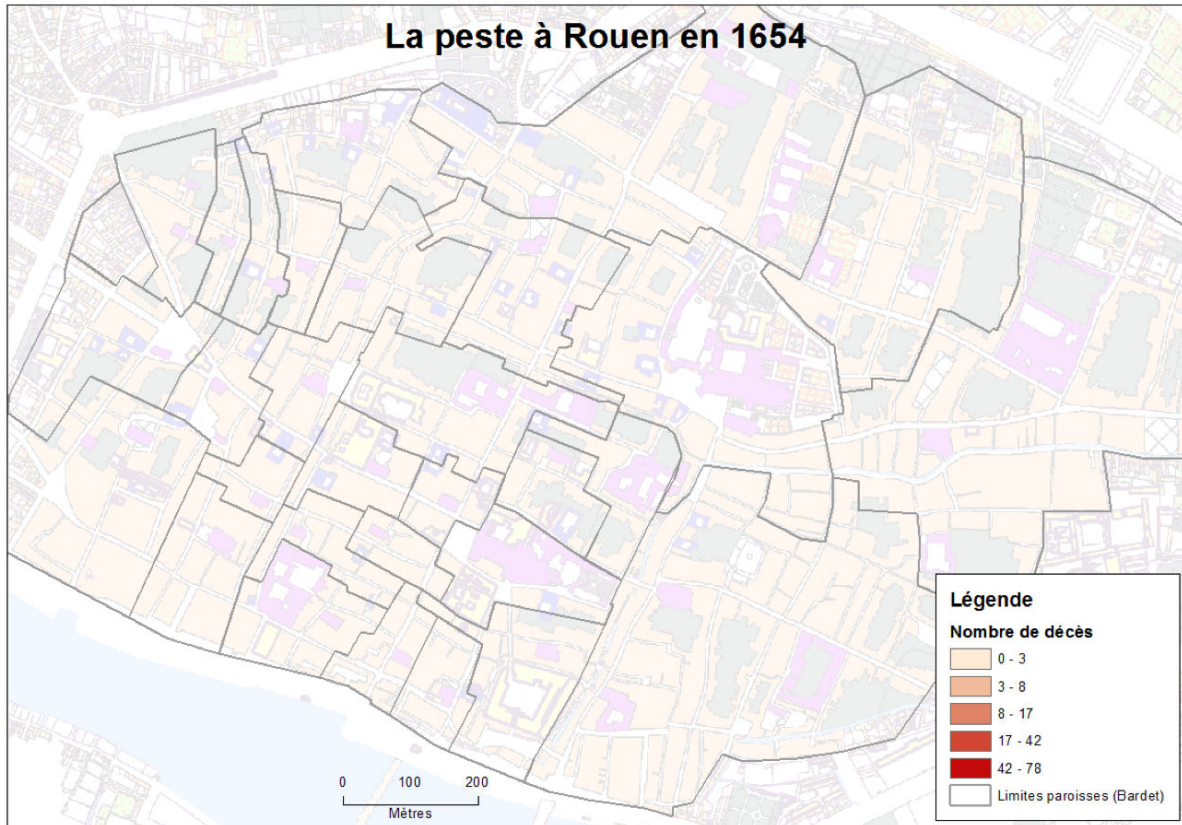 La peste à Rouen en 1654
Légende
Nombre de décès
0 - 3
3 - 8
8 - 17
17 - 42
42 - 78
Limites paroisses (Bardet)
0 100 200
Mètres